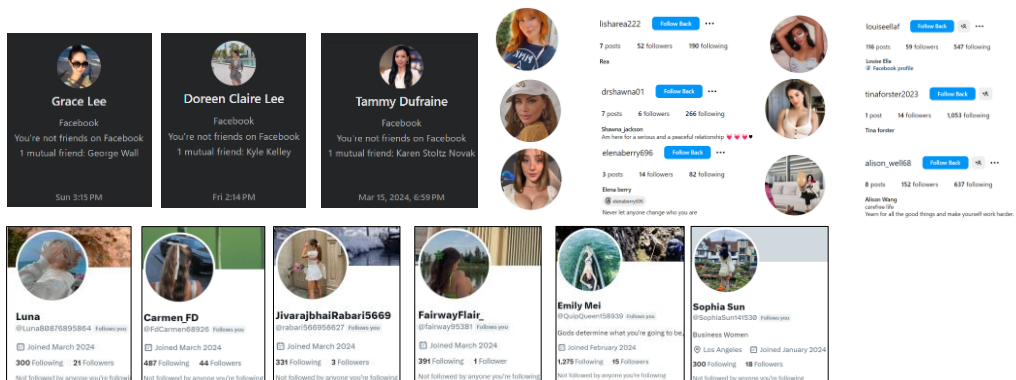 Grace Lee
Facebook
You're not friends on Facebook
1 mutual friend: George Wall
Sun 3:15 PM
Doreen Claire Lee
Facebook
You're not friends on Facebook
1 mutual friend: Kyle Kelley
Fri 2:14 PM
Tammy Dufraine
Facebook
You're not friends on Facebook
1 mutual friend: Karen Stoltz Novak
Mar 15, 2024, 6:59 PM
lisharea222 Follow Back
7 posts 52 followers 190 following
Rea
drshawna01 Follow Back
7 posts 6 followers 266 following
Shawna_jackson
Am here for a serious and peaceful relationship
elenaberry696 Follow Back
3 posts 14 followers 82 following
Elena berry
elenaberry696
Never let anyone change who you are
louiseellaf Follow Back
116 posts 59 followers 547 following
Louise Ella
Facebook profile
tinaforster2023 Follow Back
1 post 14 followers 1,053 following
Tina forster
alison_well68 Follow Back
8 posts 152 followers 637 following
Alison Wang
carefree life
Yearn for all the good things and make yourself work harder.
Luna
@Luna80876895864 Follows you
Joined March 2024
300 Following 21 Followers
Not followed by anyone you're followi
Carmen_FD
@FdCarmen68926 Follows you
Joined March 2024
487 Following 44 Followers
Not followed by anyone you're following
JivarajbhaiRabari5669
@rabari566956627 Follows you
Joined March 2024
331 Following 3 Followers
Not followed by anyone you're following
FairwayFlair_
@fairway95381 Follows you
Joined March 2024
391 Following 1 Follower
Not followed by anyone you're following
Emily Mei
@QuipQueent58939 Follows you
Gods determine what you're going to be,
Joined February 2024
1,275 Following 15 Followers
Not followed by anyone you're following
Sophia Sun
@SophiaSun141530 Follows you
Business Women
Los Angeles Joined January 2024
300 Following 18 Followers
Not followed by anyone you're following